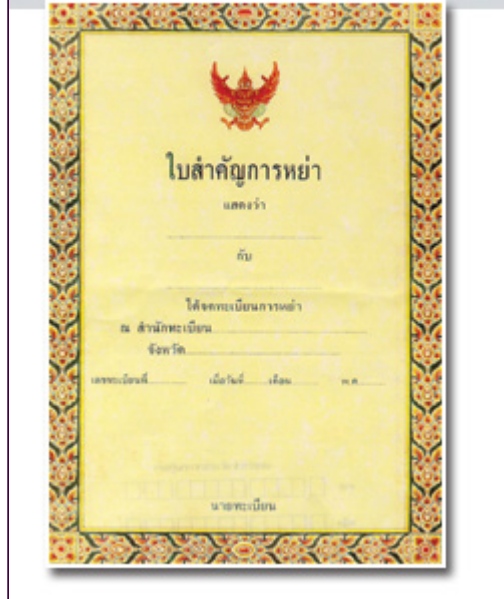 ใบสำคัญการหย่า
แสดงว่า
กับ
ได้จดทะเบียนการหย่า
ณ สำนักทะเบียน
จังหวัด
เลขทะเบียนที่ เมื่อวันที่ เดือน พ.ศ.
นายทะเบียน